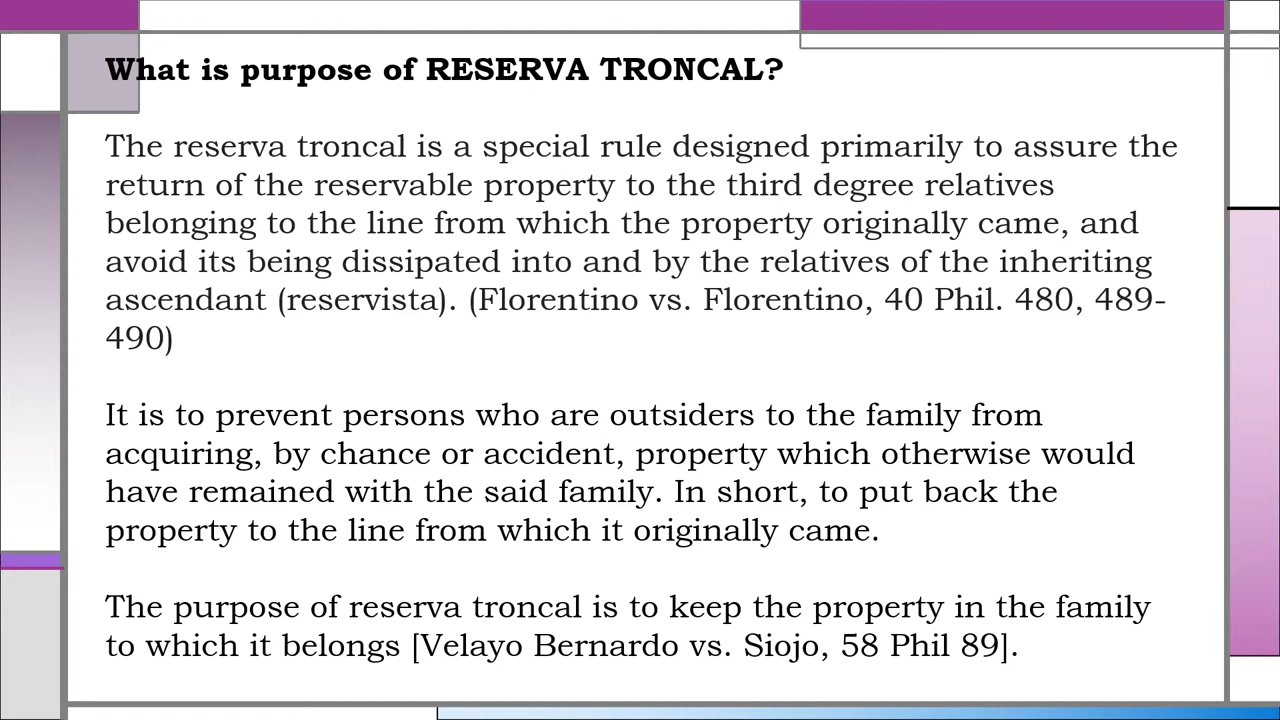 What is purpose of RESERVA TRONCAL?
The reserva troncal is a special rule designed primarily to assure the
return of the reservable property to the third degree relatives
belonging to the line from which the property originally came, and
avoid its being dissipated into and by the relatives of the inheriting
ascendant (reservista). (Florentino vs. Florentino, 40 Phil. 480, 489-
490)
It is to prevent persons who are outsiders to the family from
acquiring, by chance or accident, property which otherwise would
have remained with the said family. In short, to put back the
property to the line from which it originally came.
The purpose of reserva troncal is to keep the property in the family
to which it belongs [Velayo Bernardo vs. Siojo, 58 Phil 89].